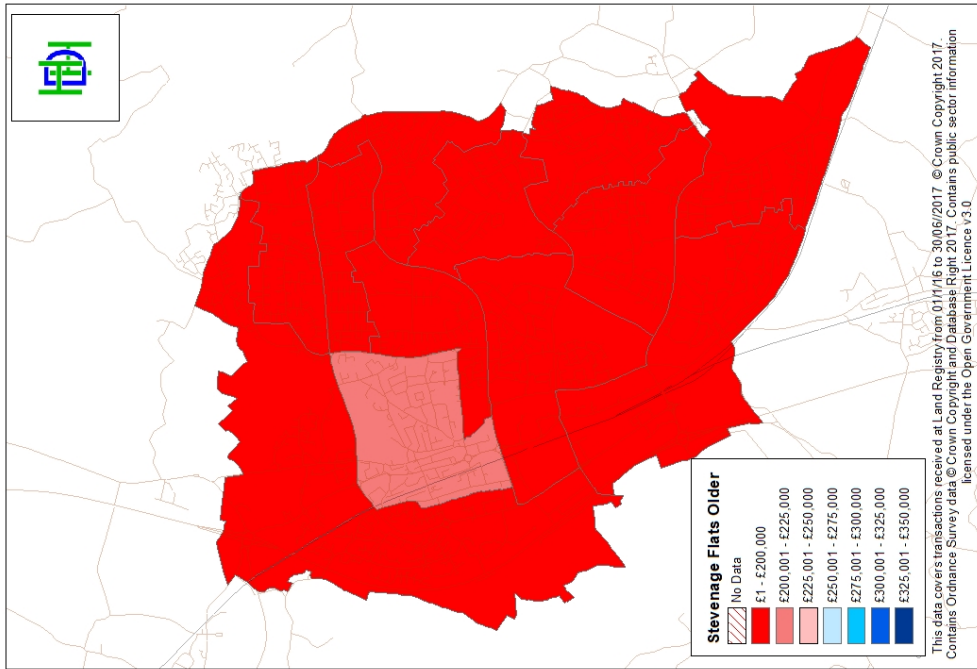 Stevenage Flats Older
No Data
£1 - £200,000
£200,001 - £225,000
£225,001 - £250,000
£250,001 - £275,000
£275,001 - £300,000
£300,001 - £325,000
£325,001 - £350,000
This data covers transactions received at Land Registry from 01/1/16 to 30/06//2017 © Crown Copyright 2017.
Contains Ordnance Survey data © Crown Copyright and Database Right 2017. Contains public sector information
licensed under the Open Government Licence v3.0